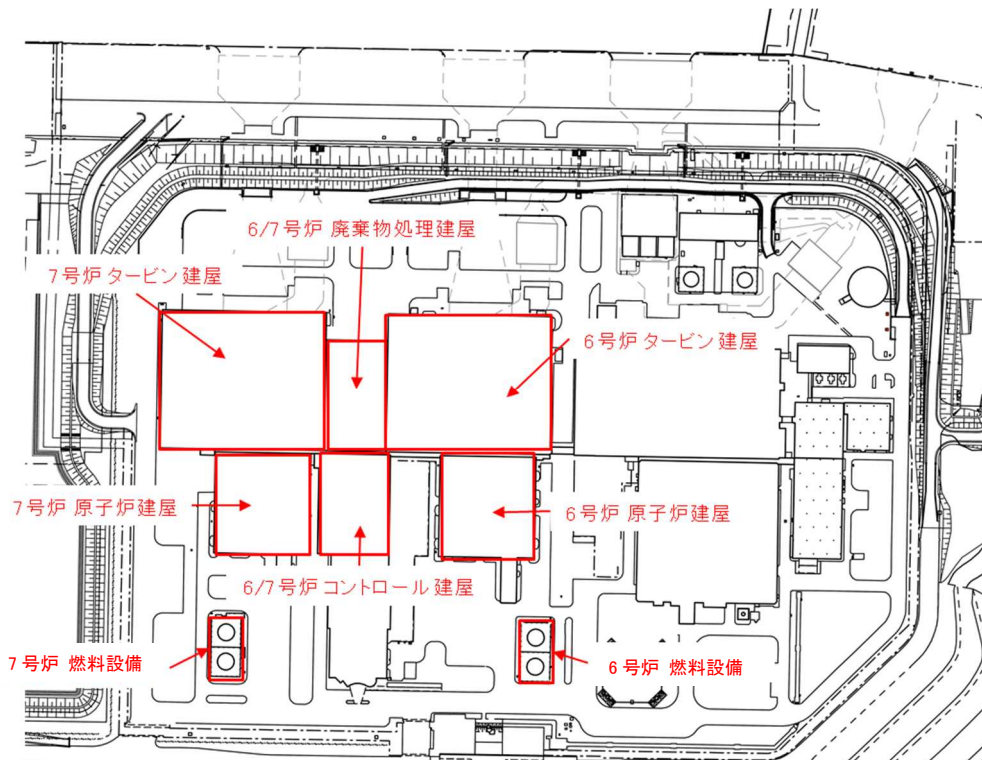 6/7号炉 廃棄物処理建屋
7号炉 タービン建屋
6号炉 タービン建屋
7号炉 原子炉建屋
6号炉 原子炉建屋
6/7号炉 コントロール建屋
7号炉 燃料設備
6号炉 燃料設備